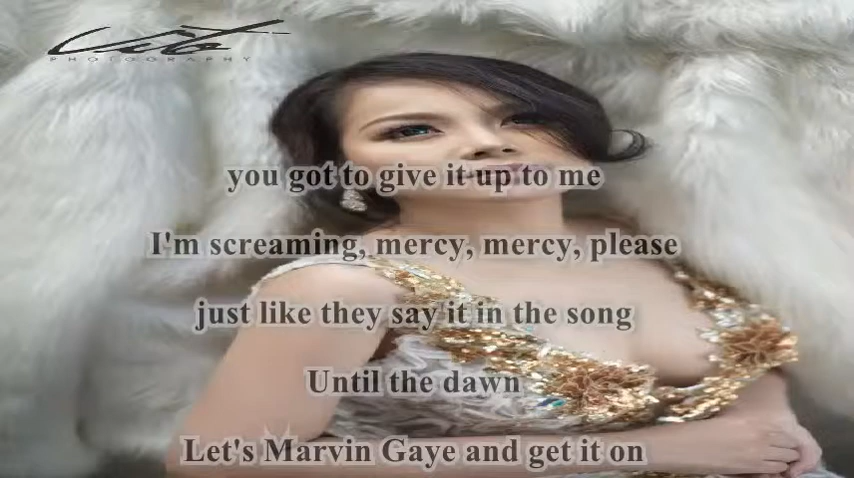 PHOTOGRAPHY
you got to give it up to me
I'm screaming, mercy, mercy, please
just like they say it in the song
Until the dawn
Let's Marvin Gaye and get it on